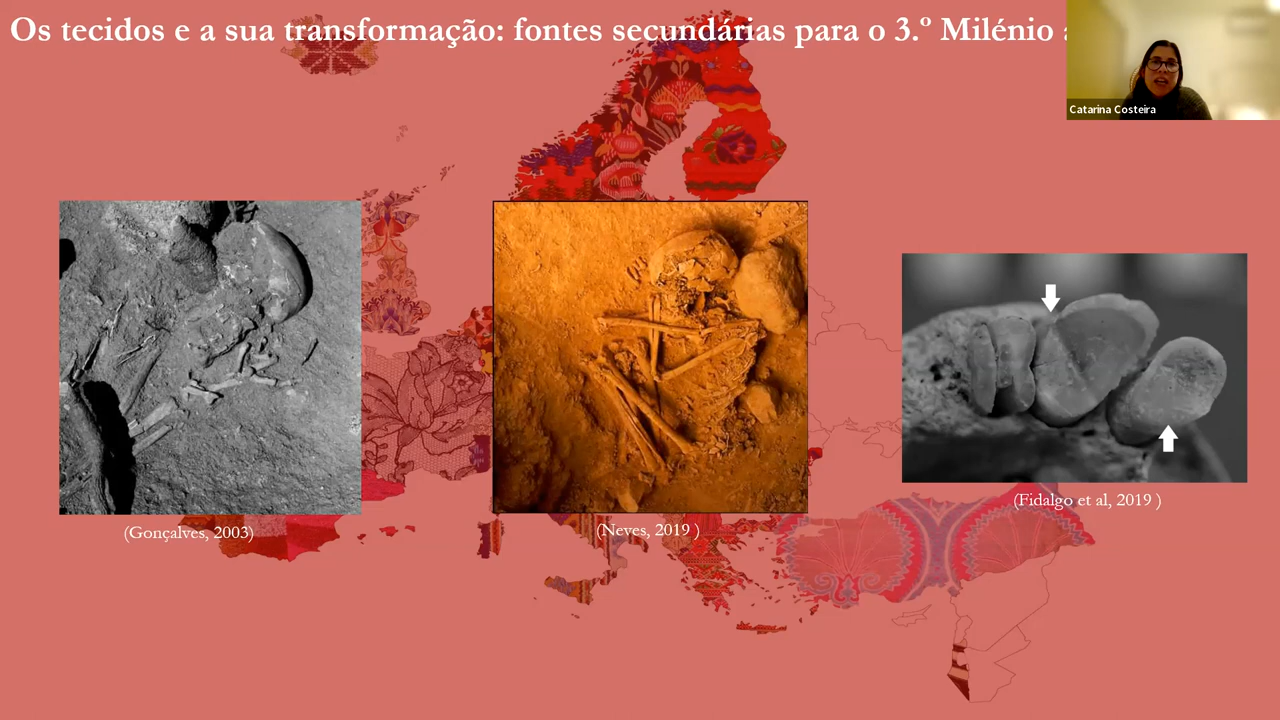 Os tecidos e a sua transformação: fontes secundárias para o 3.º Milénio a
Catarina Costeira
(Gonçalves, 2003)
(Neves, 2019 )
(Fidalgo et al, 2019 )